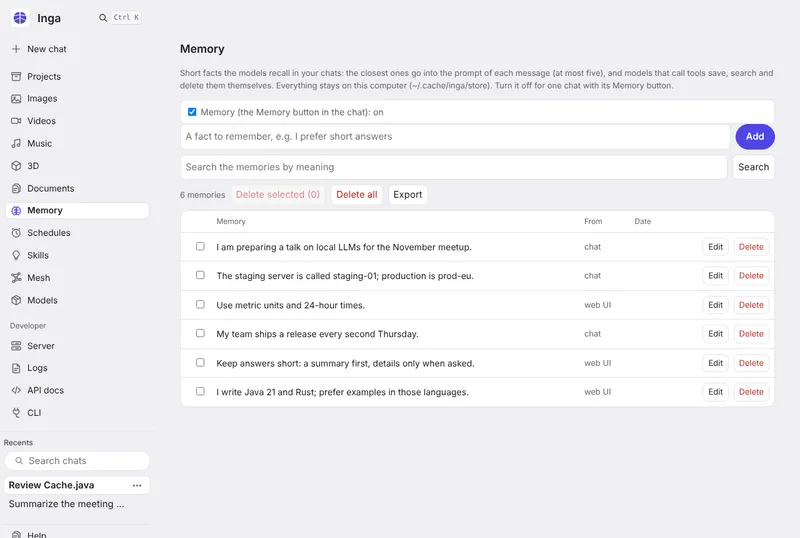 Inga
Ctrl K
New chat
Projects
Images
Videos
Music
3D
Documents
Memory
Schedules
Skills
Mesh
Models
Developer
Server
Logs
API docs
CLI
Recents
Search chats
Review Cache.java ...
Summarize the meeting ...
Help
Memory
Short facts the models recall in your chats: the closest ones go into the prompt of each message (at most five), and models that call tools save, search and
delete them themselves. Everything stays on this computer (~/.cache/inga/store). Turn it off for one chat with its Memory button.
Memory (the Memory button in the chat): on
A fact to remember, e.g. I prefer short answers
Add
Search the memories by meaning
Search
6 memories Delete selected (0) Delete all Export
Memory From Date
I am preparing a talk on local LLMs for the November meetup. chat Edit Delete
The staging server is called staging-01; production is prod-eu. chat Edit Delete
Use metric units and 24-hour times. web UI Edit Delete
My team ships a release every second Thursday. chat Edit Delete
Keep answers short: a summary first, details only when asked. web UI Edit Delete
I write Java 21 and Rust; prefer examples in those languages. web UI Edit Delete